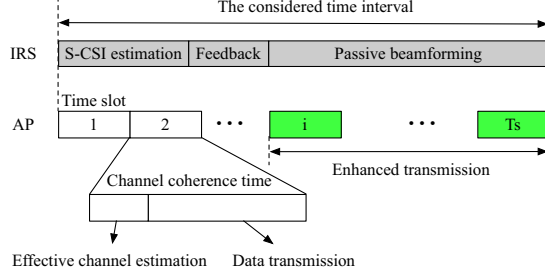 The considered time interval
IRS S-CSI estimation Feedback Passive beamforming
Time slot
AP 1 2 ··· i ··· Ts
Enhanced transmission
Channel coherence time
Effective channel estimation Data transmission